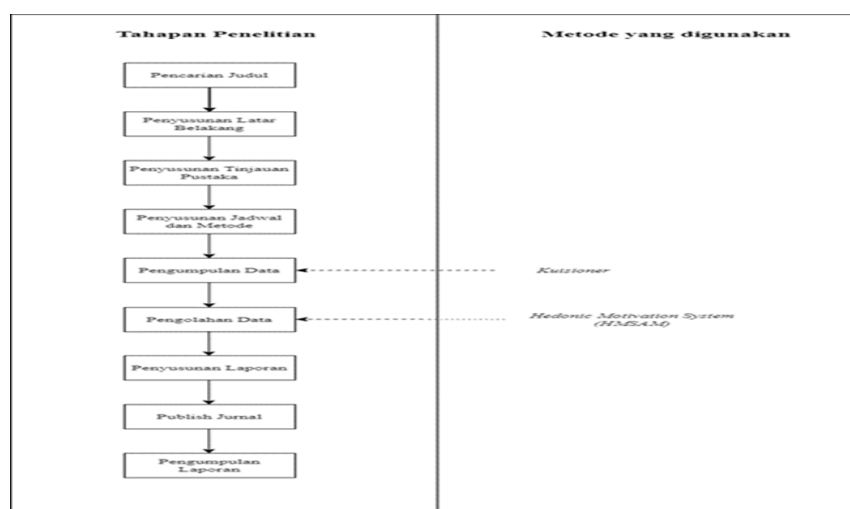 Tahapan Penelitian
Metode yang digunakan
Pencarian Judul
Penyusunan Latar
Belakang
Penyusunan Tinjauan
Pustaka
Penyusunan Jadwal
dan Metode
Pengumpulan Data
Kuisioner
Pengolahan Data
Hedonic Motivation System
(HMSAM)
Penyusunan Laporan
Publish Jurnal
Pengumpulan
Laporan